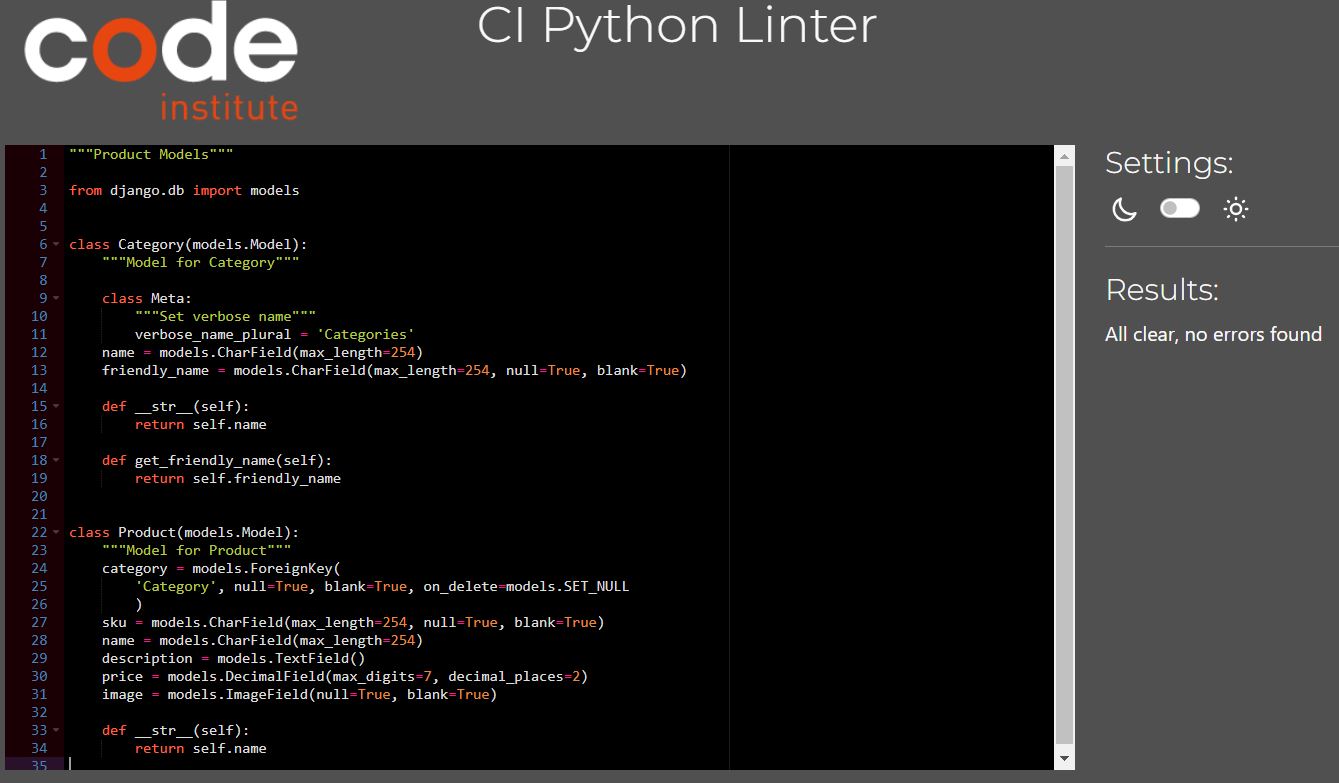 code
institute
CI Python Linter
1 """Product Models"""
2
3 from django.db import models
4
5
6 class Category(models.Model):
7     """Model for Category"""
8
9     class Meta:
10         """Set verbose name"""
11         verbose_name_plural = 'Categories'
12     name = models.CharField(max_length=254)
13     friendly_name = models.CharField(max_length=254, null=True, blank=True)
14
15     def __str__(self):
16         return self.name
17
18     def get_friendly_name(self):
19         return self.friendly_name
20
21
22 class Product(models.Model):
23     """Model for Product"""
24     category = models.ForeignKey(
25         'Category', null=True, blank=True, on_delete=models.SET_NULL
26         )
27     sku = models.CharField(max_length=254, null=True, blank=True)
28     name = models.CharField(max_length=254)
29     description = models.TextField()
30     price = models.DecimalField(max_digits=7, decimal_places=2)
31     image = models.ImageField(null=True, blank=True)
32
33     def __str__(self):
34         return self.name
35
Settings:
Results:
All clear, no errors found